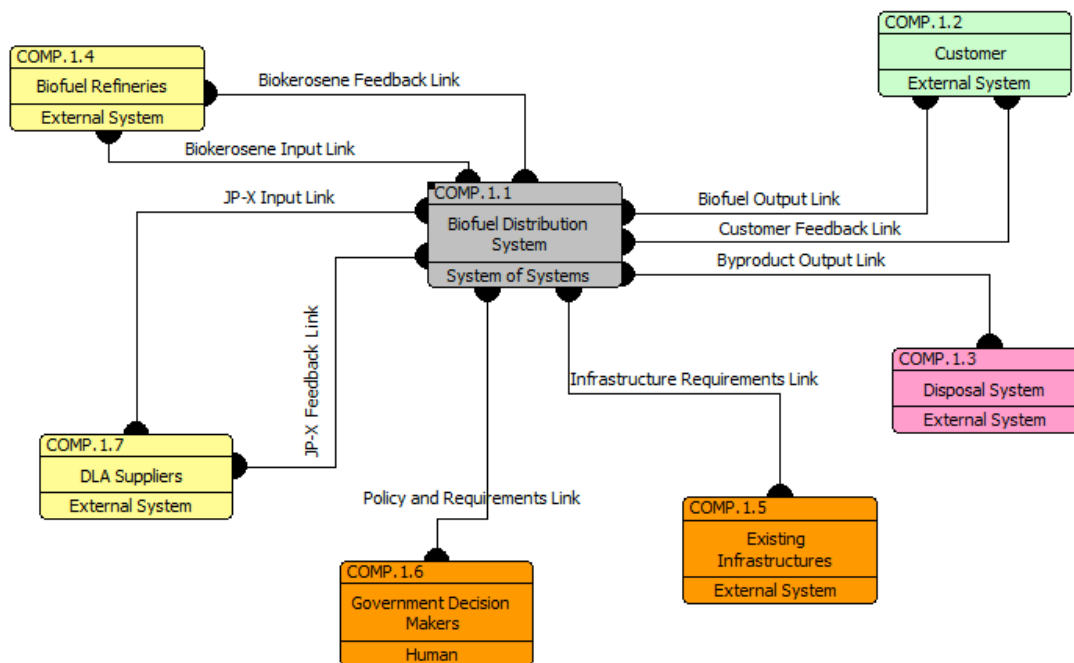 COMP.1.2
Customer
External System
COMP.1.4
Biofuel Refineries
External System
Biokerosene Feedback Link
Biokerosene Input Link
JP-X Input Link
COMP.1.1
Biofuel Distribution
System
System of Systems
Biofuel Output Link
Customer Feedback Link
Byproduct Output Link
COMP.1.3
Disposal System
External System
Infrastructure Requirements Link
JP-X Feedback Link
COMP.1.7
DLA Suppliers
External System
Policy and Requirements Link
COMP.1.5
Existing
Infrastructures
External System
COMP.1.6
Government Decision
Makers
Human